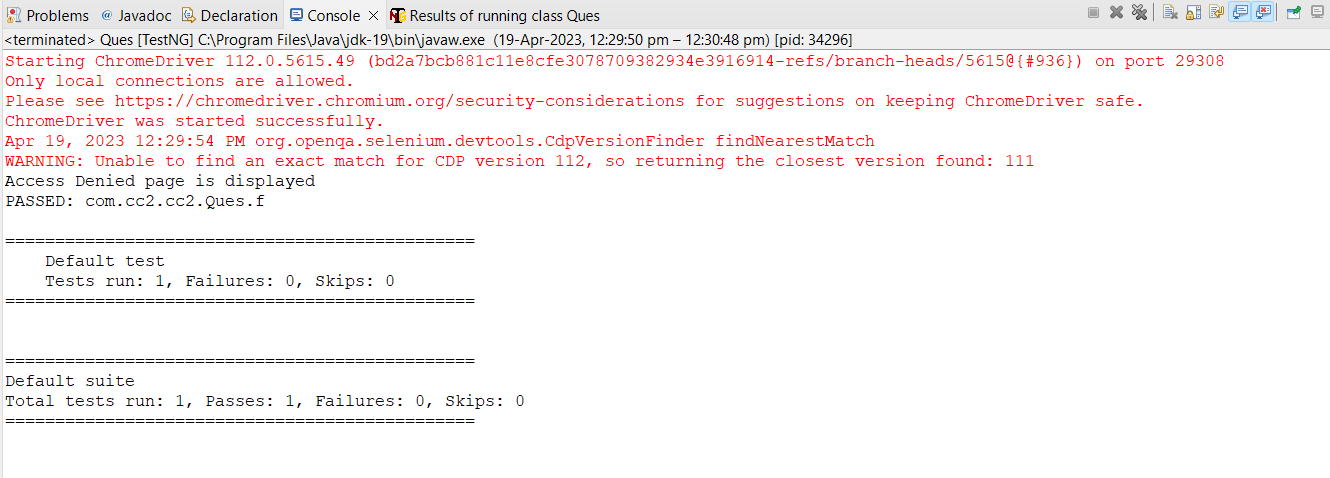 Problems @ Javadoc Declaration Console Results of running class Ques
<terminated> Ques [TestNG] C:\Program Files\Java\jdk-19\bin\javaw.exe (19-Apr-2023, 12:29:50 pm – 12:30:48 pm) [pid: 34296]
Starting ChromeDriver 112.0.5615.49 (bd2a7bcb881c11e8cfe3078709382934e3916914-refs/branch-heads/5615@{#936}) on port 29308
Only local connections are allowed.
Please see https://chromedriver.chromium.org/security-considerations for suggestions on keeping ChromeDriver safe.
ChromeDriver was started successfully.
Apr 19, 2023 12:29:54 PM org.openqa.selenium.devtools.CdpVersionFinder findNearestMatch
WARNING: Unable to find an exact match for CDP version 112, so returning the closest version found: 111
Access Denied page is displayed
PASSED: com.cc2.cc2.Ques.f
===============================================
Default test
Tests run: 1, Failures: 0, Skips: 0
===============================================
===============================================
Default suite
Total tests run: 1, Passes: 1, Failures: 0, Skips: 0
===============================================